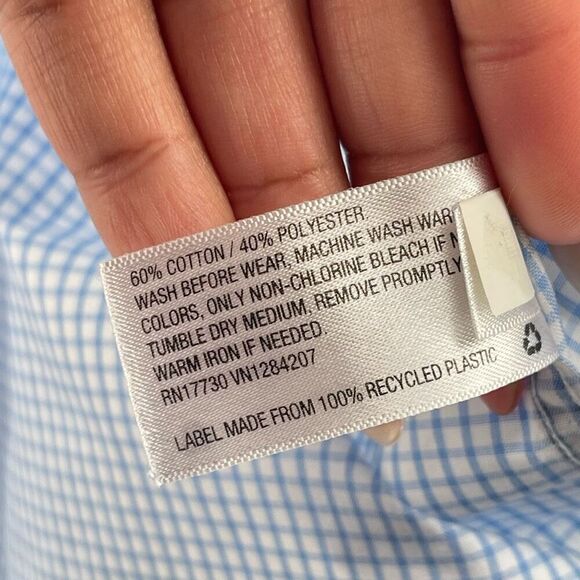 60% COTTON / 40% POLYESTER.
WASH BEFORE WEAR. MACHINE WASH
COLORS, ONLY NON-CHLORINE BLEACH IF
TUMBLE DRY MEDIUM, REMOVE PROMPTLY
WARM IRON IF NEEDED.
RN17730 VN1284207
LABEL MADE FROM 100% RECYCLED PLASTIC